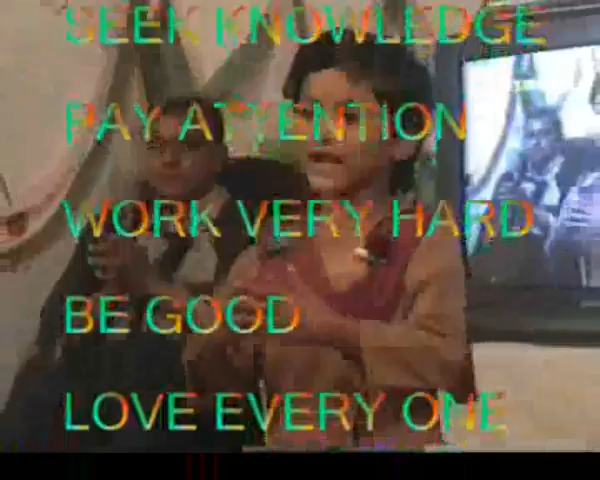 SEEK KNOWLEDGE
PAY ATTENTION
WORK VERY HARD
BE GOOD
LOVE EVERY ONE